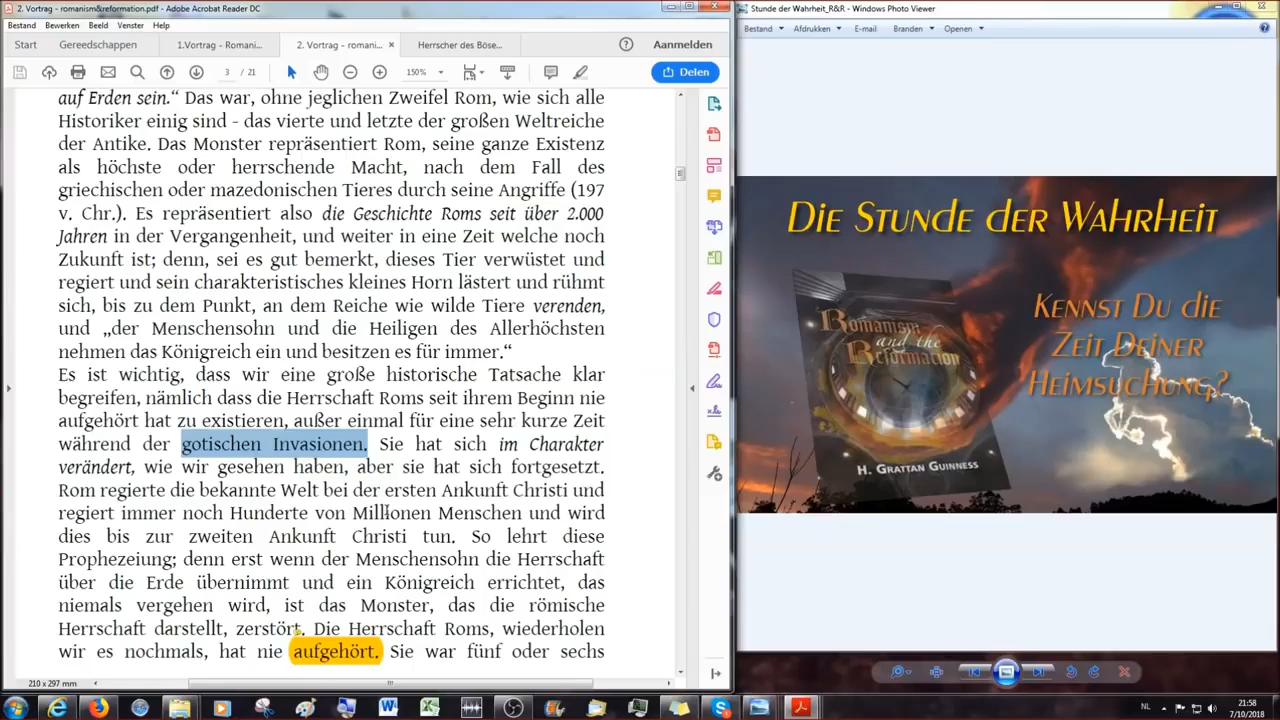 2. Vortrag - romanism&reformation.pdf - Adobe Acrobat Reader DC
Bestand Bewerken Beeld Venster Help
Start Gereedschappen 1.Vortrag - Romani... 2. Vortrag - romani... × Herrscher des Böse... Anmelden
3 / 21 150% Delen
auf Erden sein.“ Das war, ohne jeglichen Zweifel Rom, wie sich alle
Historiker einig sind - das vierte und letzte der großen Weltreiche
der Antike. Das Monster repräsentiert Rom, seine ganze Existenz
als höchste oder herrschende Macht, nach dem Fall des
griechischen oder mazedonischen Tieres durch seine Angriffe (197
v. Chr.). Es repräsentiert also die Geschichte Roms seit über 2.000
Jahren in der Vergangenheit, und weiter in eine Zeit welche noch
Zukunft ist; denn, sei es gut bemerkt, dieses Tier verwüstet und
regiert und sein charakteristisches kleines Horn lästert und rühmt
sich, bis zu dem Punkt, an dem Reiche wie wilde Tiere verenden,
und „der Menschensohn und die Heiligen des Allerhöchsten
nehmen das Königreich ein und besitzen es für immer.“
Es ist wichtig, dass wir eine große historische Tatsache klar
begreifen, nämlich dass die Herrschaft Roms seit ihrem Beginn nie
aufgehört hat zu existieren, außer einmal für eine sehr kurze Zeit
während der gotischen Invasionen. Sie hat sich im Charakter
verändert, wie wir gesehen haben, aber sie hat sich fortgesetzt.
Rom regierte die bekannte Welt bei der ersten Ankunft Christi und
regiert immer noch Hunderte von Millionen Menschen und wird
dies bis zur zweiten Ankunft Christi tun. So lehrt diese
Prophezeiung; denn erst wenn der Menschensohn die Herrschaft
über die Erde übernimmt und ein Königreich errichtet, das
niemals vergehen wird, ist das Monster, das die römische
Herrschaft darstellt, zerstört. Die Herrschaft Roms, wiederholen
wir es nochmals, hat nie aufgehört. Sie war fünf oder sechs
210 x 297 mm
Stunde der Wahrheit_R&R - Windows Photo Viewer
Bestand Afdrukken E-mail Branden Openen
Die Stunde der Wahrheit
Kennst Du die
Zeit Deiner
Heimsuchung?
Romanism
and the
Reformation
H. Grattan Guinness
NL 21:58
7/10/2018